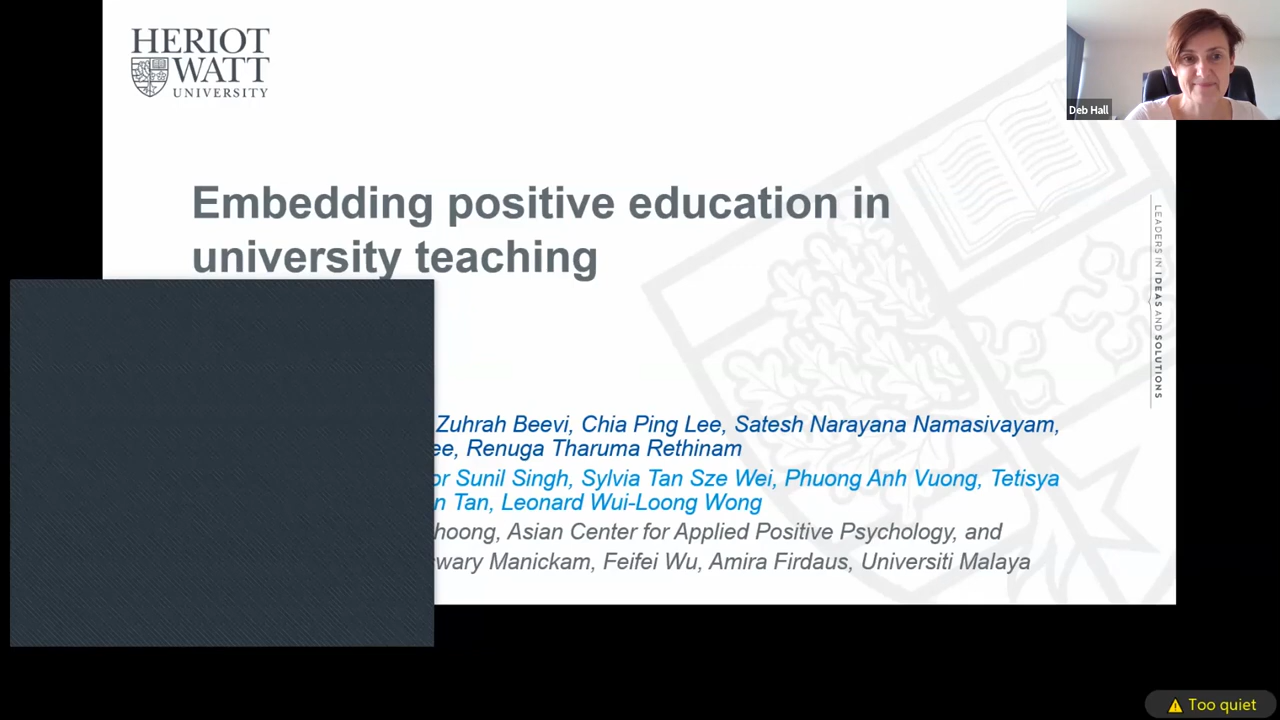 HERIOT
WATT
UNIVERSITY
Deb Hall
Embedding positive education in
university teaching
LEADERS IN IDEAS AND SOLUTIONS
Zuhrah Beevi, Chia Ping Lee, Satesh Narayana Namasivayam,
Renuga Tharuma Rethinam
Sunil Singh, Sylvia Tan Sze Wei, Phuong Anh Vuong, Tetisya
Tan, Leonard Wui-Loong Wong
Asian Center for Applied Positive Psychology, and
Manickam, Feifei Wu, Amira Firdaus, Universiti Malaya
Too quiet